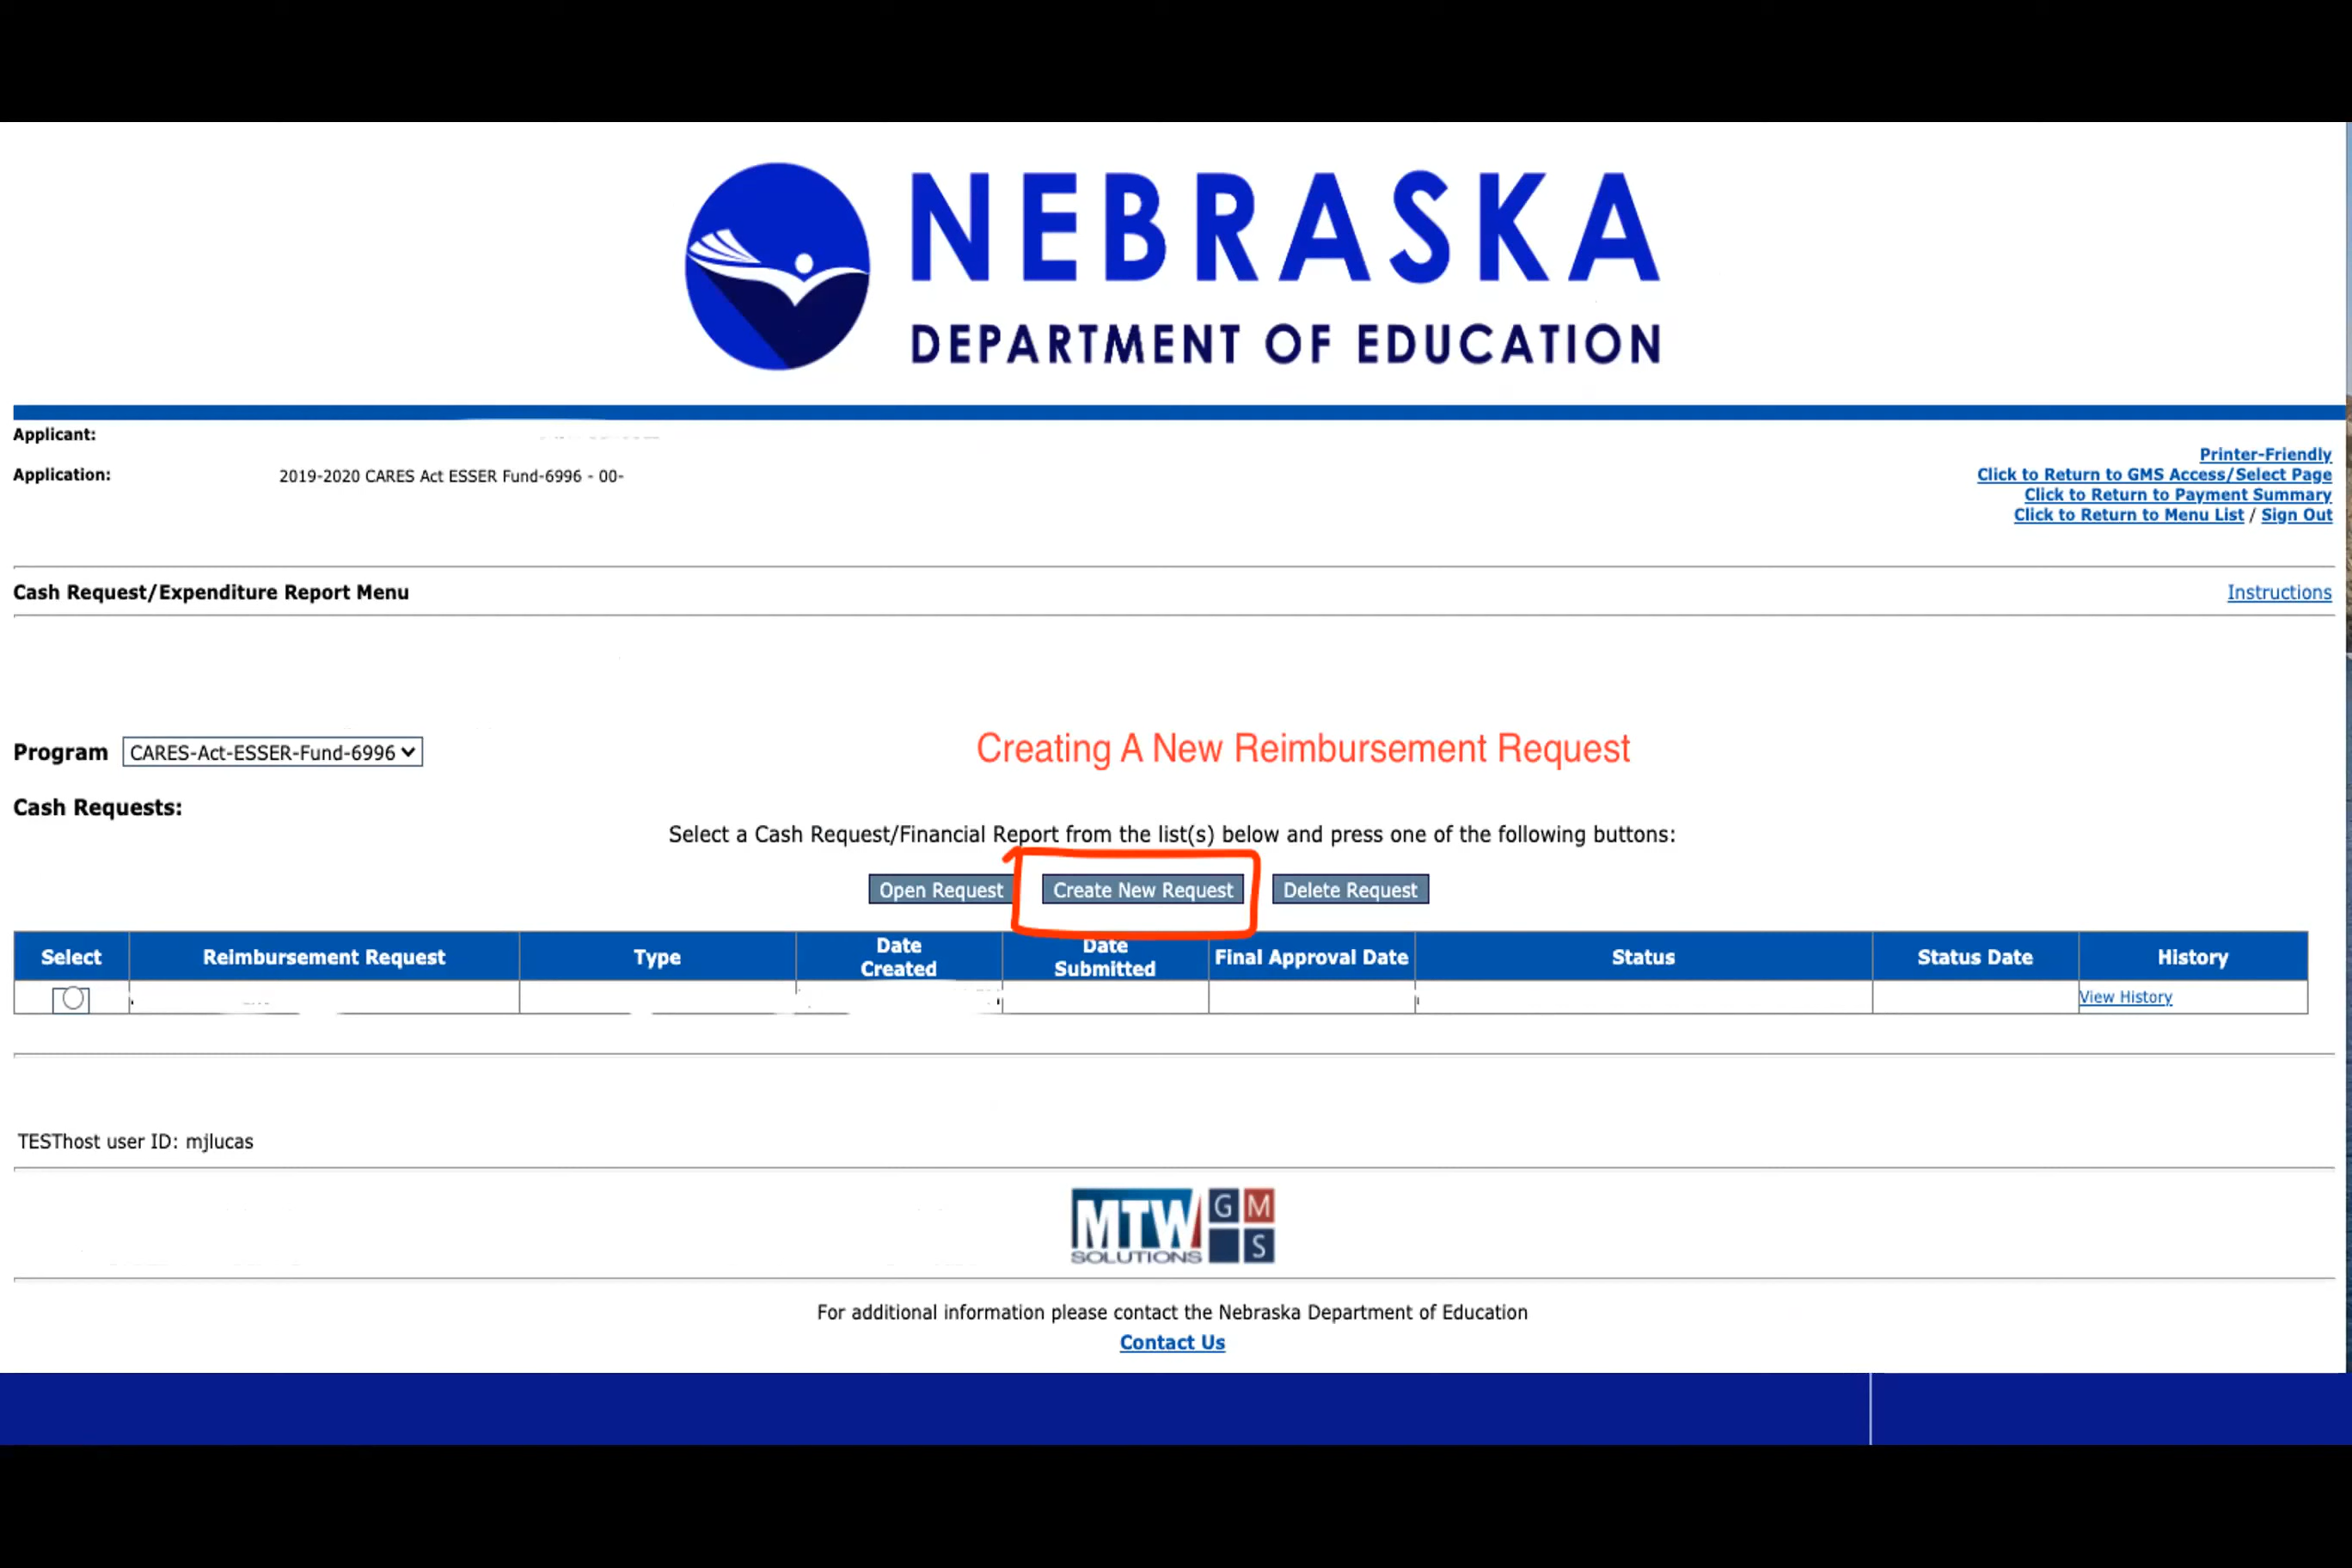 NEBRASKA
DEPARTMENT OF EDUCATION
Applicant:
Application: 2019-2020 CARES Act ESSER Fund-6996 - 00-
Printer-Friendly
Click to Return to GMS Access/Select Page
Click to Return to Payment Summary
Click to Return to Menu List / Sign Out
Cash Request/Expenditure Report Menu Instructions
Program CARES-Act-ESSER-Fund-6996
Creating A New Reimbursement Request
Cash Requests:
Select a Cash Request/Financial Report from the list(s) below and press one of the following buttons:
Open Request Create New Request Delete Request
Select Reimbursement Request Type Date Created Date Submitted Final Approval Date Status Status Date History
View History
TESThost user ID: mjlucas
MTW SOLUTIONS G M S
For additional information please contact the Nebraska Department of Education
Contact Us